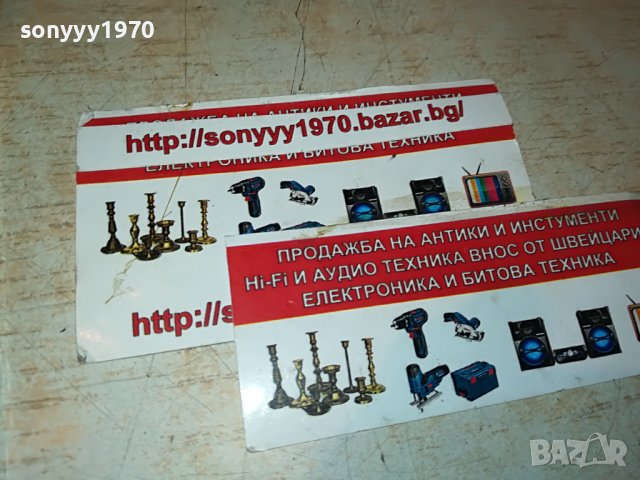 sonyyy1970
ПРОДАЖБА НА АНТИКИ И ИНСТУМЕНТИ
http://sonyyy1970.bazar.bg/
ЕЛЕКТРОНИКА И БИТОВА ТЕХНИКА
http://s
ПРОДАЖБА НА АНТИКИ И ИНСТУМЕНТИ
Hi-Fi И АУДИО ТЕХНИКА ВНОС ОТ ШВЕЙЦАРИ
ЕЛЕКТРОНИКА И БИТОВА ТЕХНИКА
BAZAR